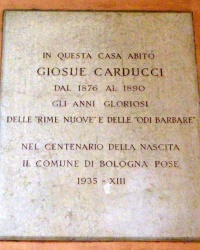 IN QUESTA CASA ABITÒ
GIOSUE CARDUCCI
DAL 1876 AL 1890
GLI ANNI GLORIOSI
DELLE "RIME NUOVE" E DELLE "ODI BARBARE"
NEL CENTENARIO DELLA NASCITA
IL COMUNE DI BOLOGNA POSE
1935 - XIII